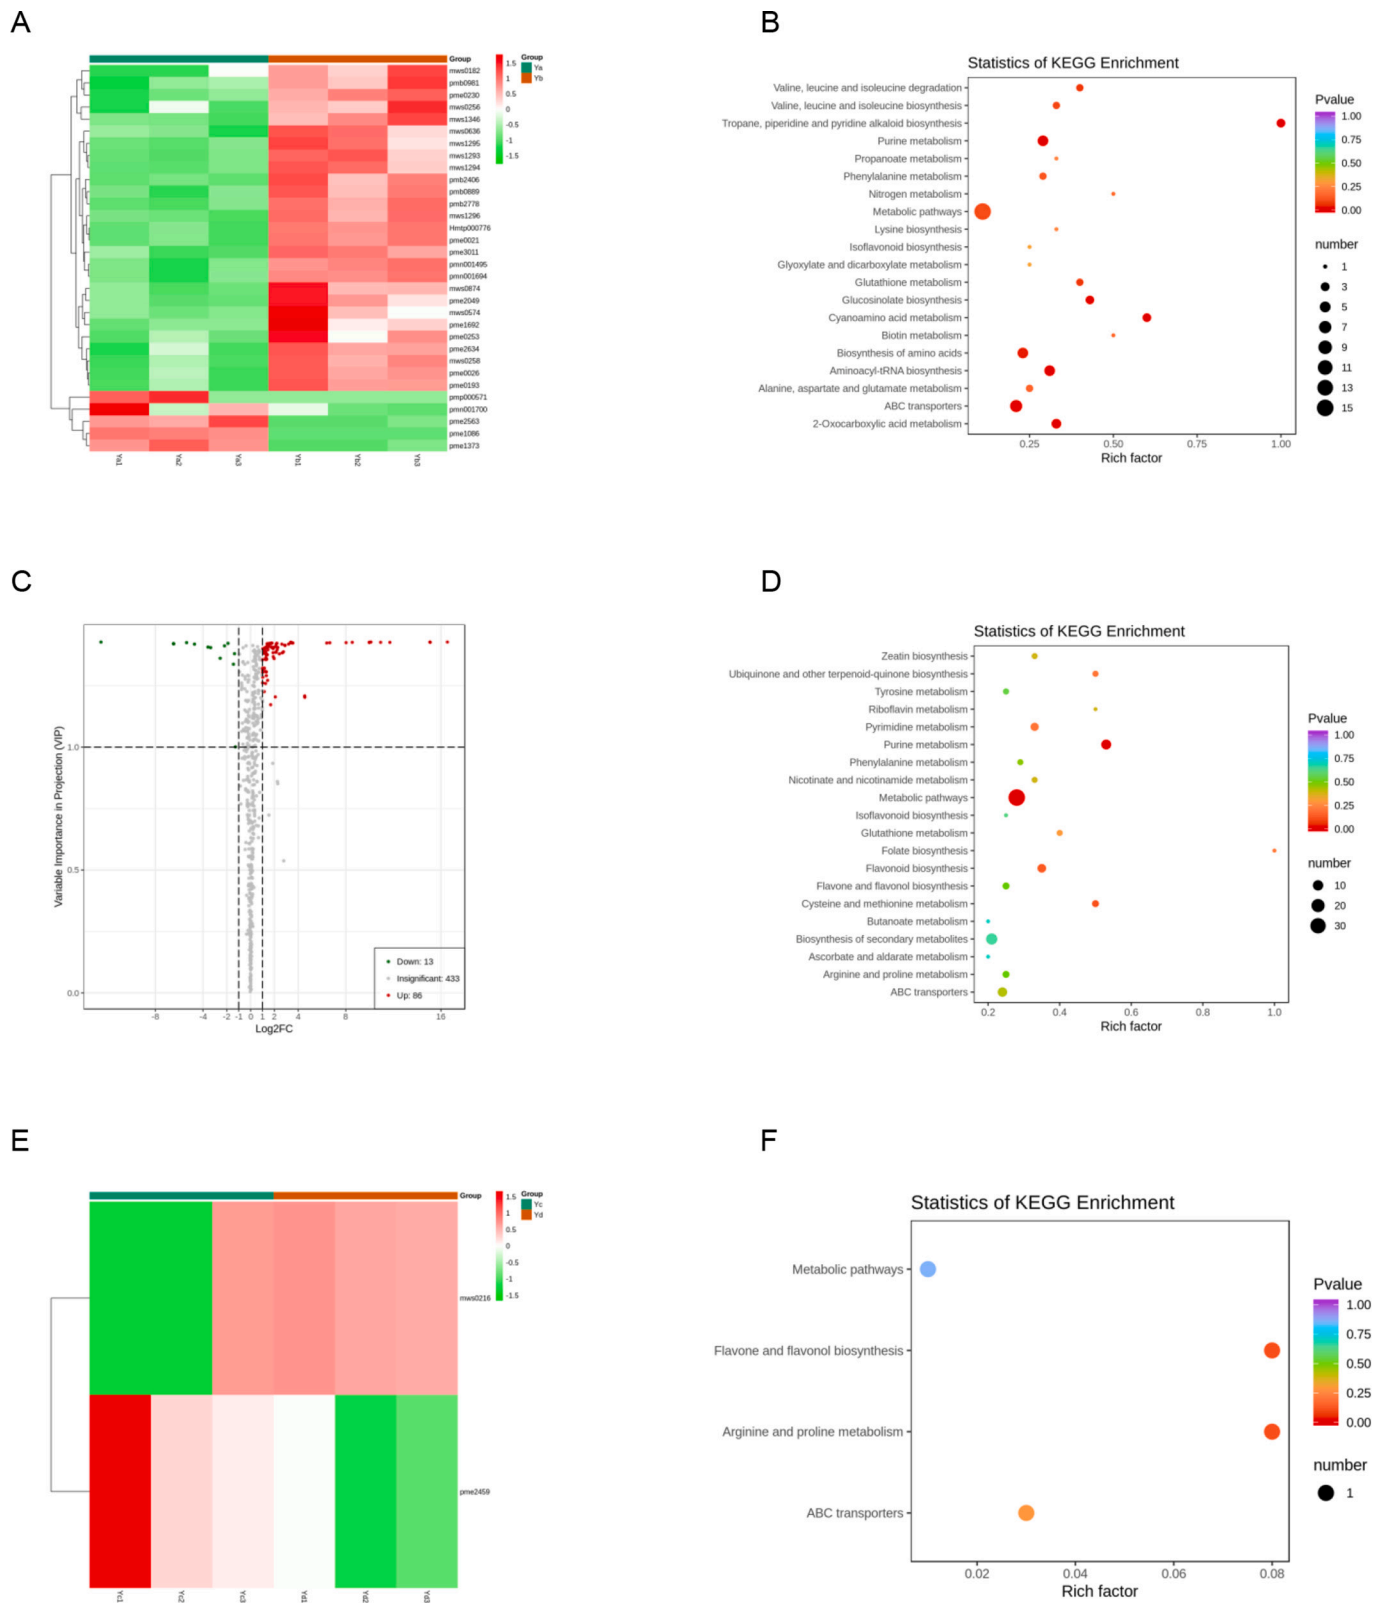 A
Group
mws0182
pmb0981
pme0230
mws0256
mws1346
mws0636
mws1295
mws1293
mws1294
pmb2406
pmb0889
pmb2778
mws1296
Hmtp000776
pme0021
pme3011
pmn001495
pmn001694
mws0874
pme2049
mws0574
pme1692
pme0253
pme2634
mws0258
pme0026
pme0193
pmp000571
pmn001700
pme2563
pme1086
pme1373
Ya1
Ya2
Ya3
Yb1
Yb2
Yb3
1.5
1
0.5
0
-0.5
-1
-1.5
Group
Ya
Yb
B
Statistics of KEGG Enrichment
Valine, leucine and isoleucine degradation
Valine, leucine and isoleucine biosynthesis
Tropane, piperidine and pyridine alkaloid biosynthesis
Purine metabolism
Propanoate metabolism
Phenylalanine metabolism
Nitrogen metabolism
Metabolic pathways
Lysine biosynthesis
Isoflavonoid biosynthesis
Glyoxylate and dicarboxylate metabolism
Glutathione metabolism
Glucosinolate biosynthesis
Cyanoamino acid metabolism
Biotin metabolism
Biosynthesis of amino acids
Aminoacyl-tRNA biosynthesis
Alanine, aspartate and glutamate metabolism
ABC transporters
2-Oxocarboxylic acid metabolism
0.25 0.50 0.75 1.00
Rich factor
Pvalue
1.00
0.75
0.50
0.25
0.00
number
1
3
5
7
9
11
13
15
C
Variable Importance in Projection (VIP)
1.0
0.5
0.0
-8 -4 -2 -1 0 1 2 4 8 16
Log2FC
Down: 13
Insignificant: 433
Up: 86
D
Statistics of KEGG Enrichment
Zeatin biosynthesis
Ubiquinone and other terpenoid-quinone biosynthesis
Tyrosine metabolism
Riboflavin metabolism
Pyrimidine metabolism
Purine metabolism
Phenylalanine metabolism
Nicotinate and nicotinamide metabolism
Metabolic pathways
Isoflavonoid biosynthesis
Glutathione metabolism
Folate biosynthesis
Flavonoid biosynthesis
Flavone and flavonol biosynthesis
Cysteine and methionine metabolism
Butanoate metabolism
Biosynthesis of secondary metabolites
Ascorbate and aldarate metabolism
Arginine and proline metabolism
ABC transporters
0.2 0.4 0.6 0.8 1.0
Rich factor
Pvalue
1.00
0.75
0.50
0.25
0.00
number
10
20
30
E
Group
mws0216
pme2459
Yc1
Yc2
Yc3
Yd1
Yd2
Yd3
1.5
1
0.5
0
-0.5
-1
-1.5
Group
Yc
Yd
F
Statistics of KEGG Enrichment
Metabolic pathways
Flavone and flavonol biosynthesis
Arginine and proline metabolism
ABC transporters
0.02 0.04 0.06 0.08
Rich factor
Pvalue
1.00
0.75
0.50
0.25
0.00
number
1